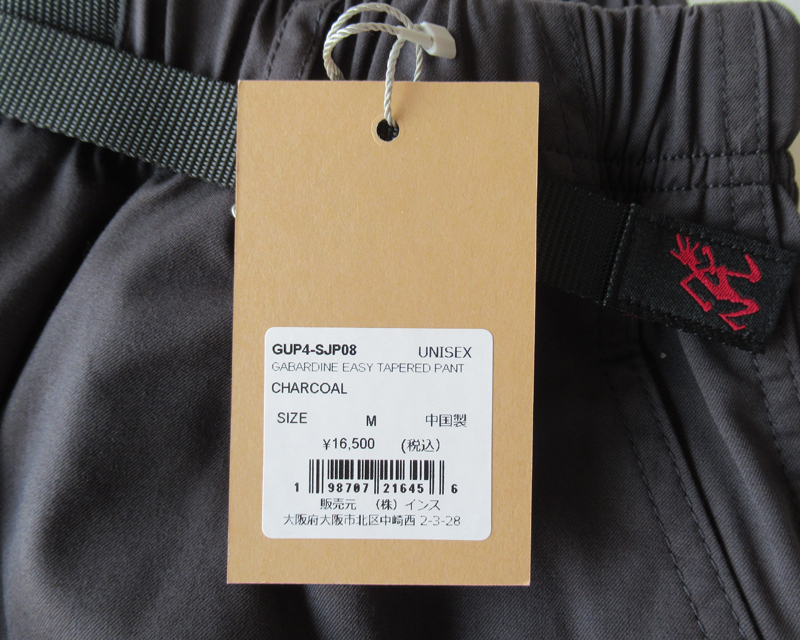 GUP4-SJP08 UNISEX
GABARDINE EASY TAPERED PANT
CHARCOAL
SIZE M 中国製
¥16,500 (税込)
1 98707 21645 6
販売元 (株)インス
大阪府大阪市北区中崎西 2-3-28